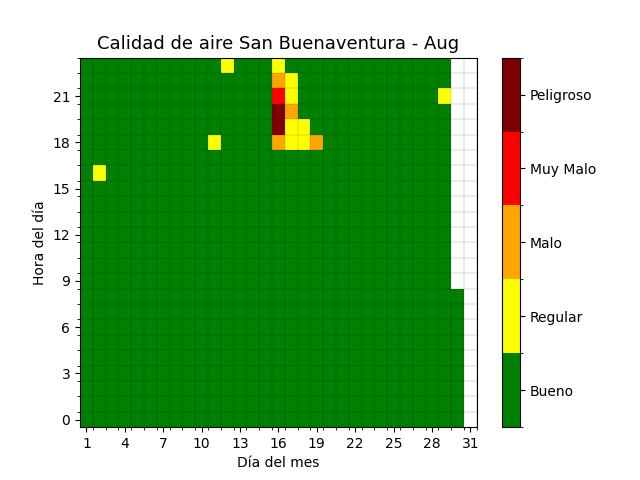 Calidad de aire San Buenaventura - Aug
Hora del día
21
18
15
12
9
6
3
0
1 4 7 10 13 16 19 22 25 28 31
Día del mes
Peligroso
Muy Malo
Malo
Regular
Bueno